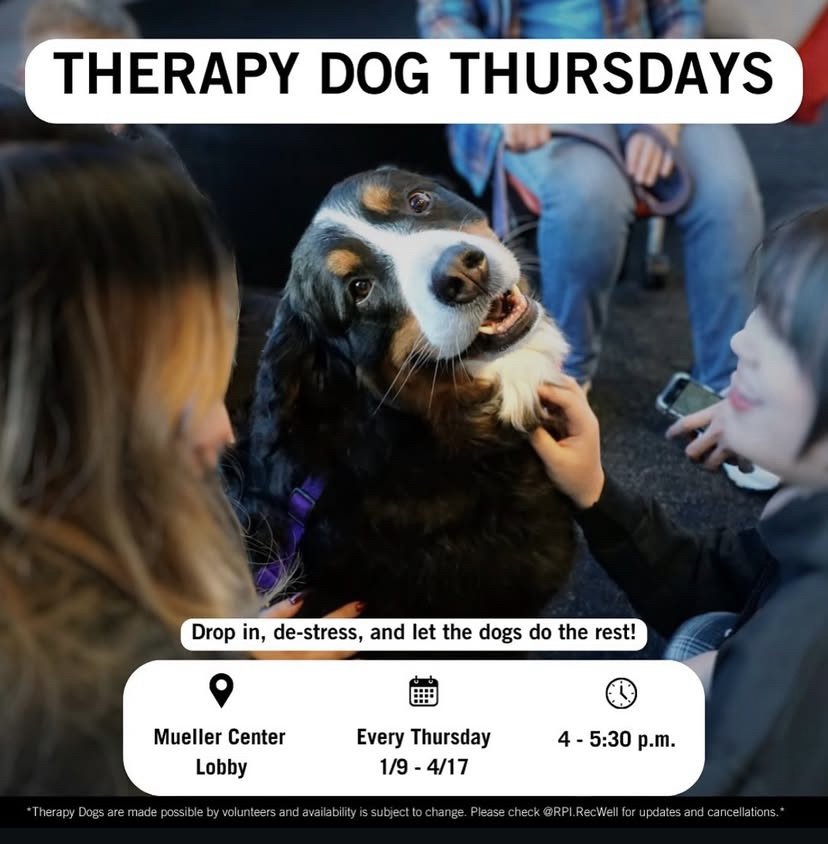 THERAPY DOG THURSDAYS
Drop in, de-stress, and let the dogs do the rest!
Mueller Center
Lobby
Every Thursday
1/9 - 4/17
4 - 5:30 p.m.
*Therapy Dogs are made possible by volunteers and availability is subject to change. Please check @RPI.RecWell for updates and cancellations.*